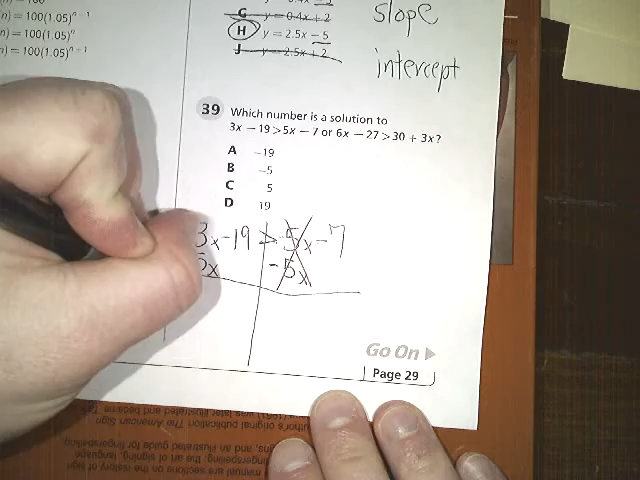 n) = 100(1.05)ⁿ⁻¹
n) = 100(1.05)ⁿ
n) = 100(1.05)ⁿ⁺¹
G y = 0.4x + 2
H y = 2.5x − 5
J y = 2.5x + 2
slope
intercept
39 Which number is a solution to
3x − 19 > 5x − 7 or 6x − 27 > 30 + 3x?
A −19
B −5
C 5
D 19
3x-19 > 5x-7
5x -5x
Go On
Page 29